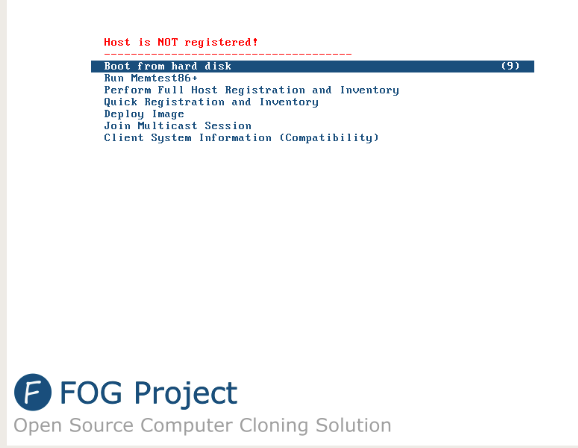 Host is NOT registered!
------------------------------------
Boot from hard disk (9)
Run Memtest86+
Perform Full Host Registration and Inventory
Quick Registration and Inventory
Deploy Image
Join Multicast Session
Client System Information (Compatibility)
F FOG Project
Open Source Computer Cloning Solution